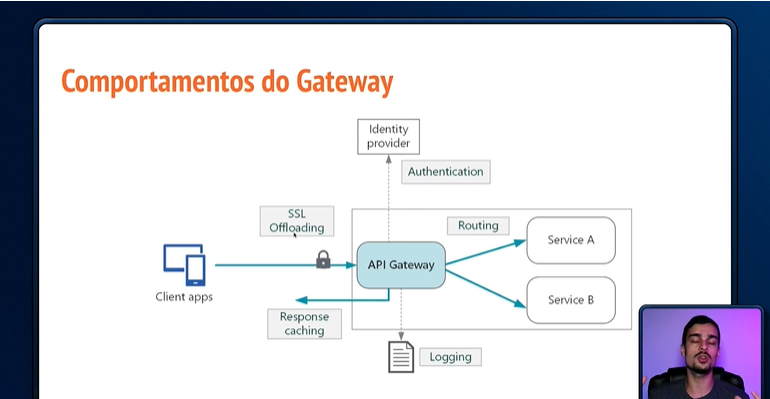 Comportamentos do Gateway
Identity
provider
Authentication
SSL
Offloading
Routing
Service A
API Gateway
Client apps
Service B
Response
caching
Logging